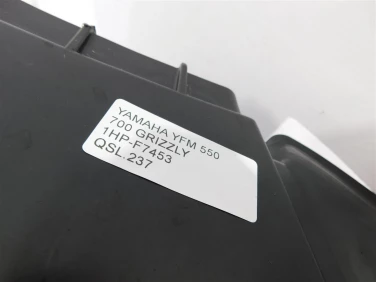 YAMAHA YFM 550
700 GRIZZLY
1HP-F7453
QSL.237